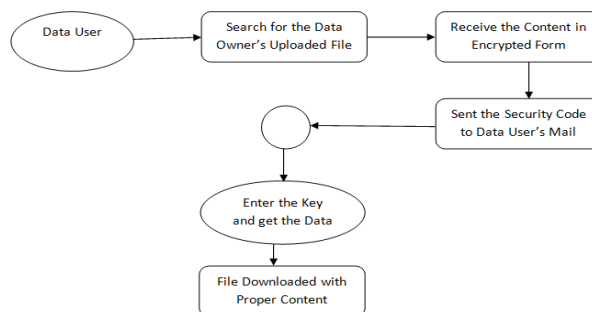 Data User
Search for the Data
Owner's Uploaded File
Receive the Content in
Encrypted Form
Sent the Security Code
to Data User's Mail
Enter the Key
and get the Data
File Downloaded with
Proper Content